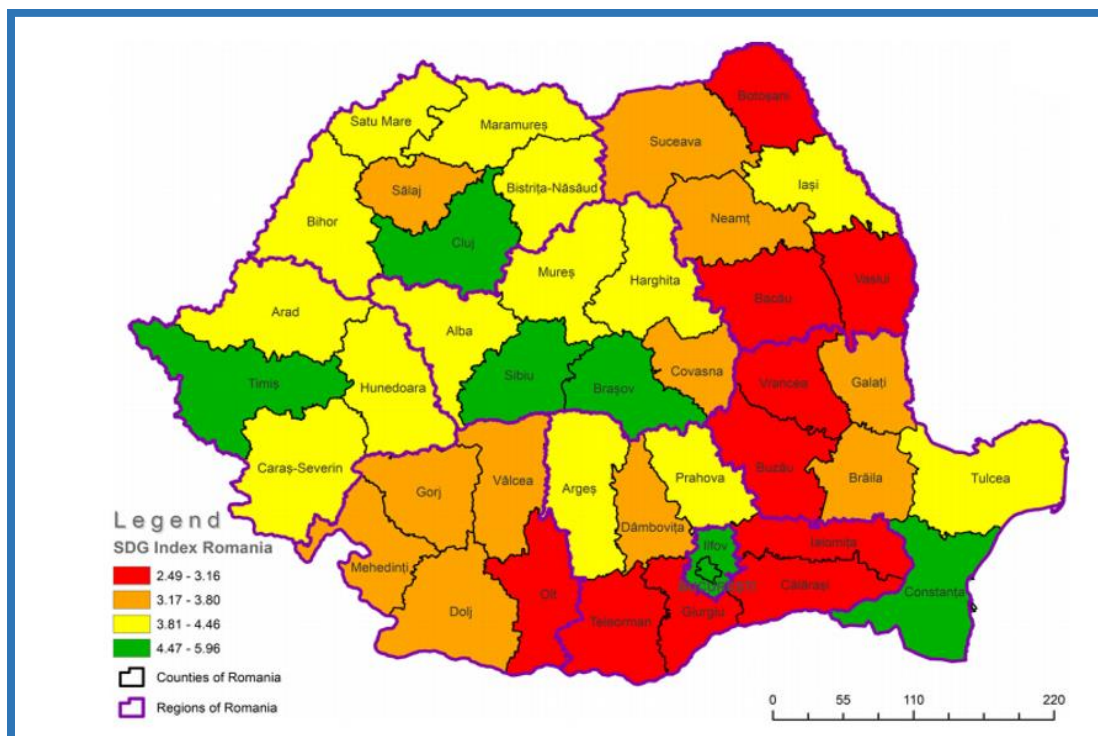 Botoșani
Satu Mare
Maramureș
Suceava
Iași
Sălaj
Bistrița-Năsăud
Neamț
Bihor
Cluj
Mureș
Harghita
Bacău
Vaslui
Arad
Alba
Covasna
Vrancea
Galați
Timiș
Hunedoara
Sibiu
Brașov
Caraș-Severin
Gorj
Vâlcea
Argeș
Prahova
Buzău
Brăila
Tulcea
Dâmbovița
Ilfov
Ialomița
Mehedinți
Dolj
Olt
Teleorman
Giurgiu
Călărași
Constanța
Legend
SDG Index Romania
2.49 - 3.16
3.17 - 3.80
3.81 - 4.46
4.47 - 5.96
Counties of Romania
Regions of Romania
0 55 110 220